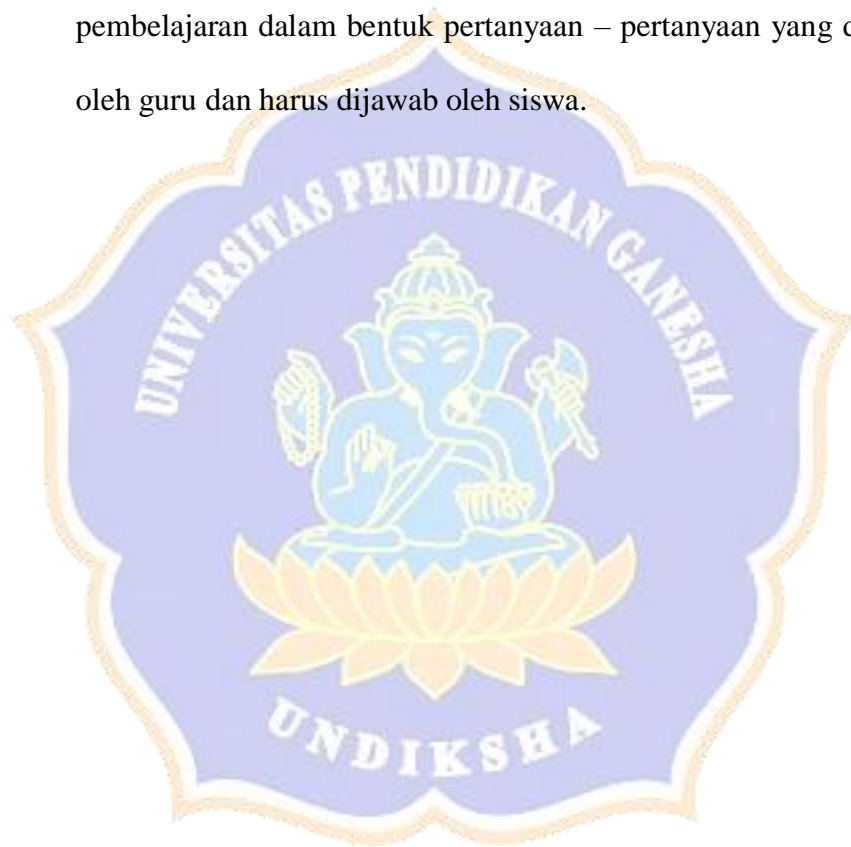 pembelajaran dalam bentuk pertanyaan – pertanyaan yang
oleh guru dan harus dijawab oleh siswa.
UNIVERSITAS PENDIDIKAN GANESHA
UNDIKSHA